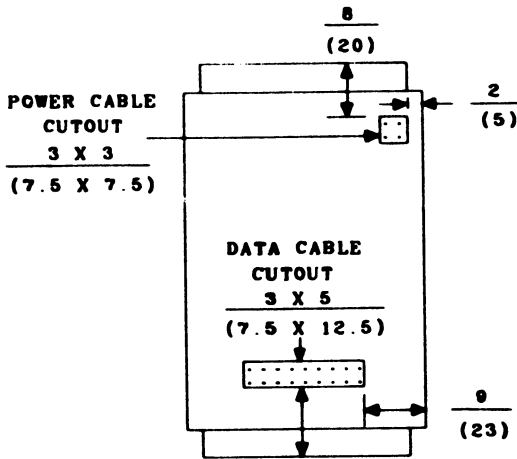 8
(20)
2
(5)
POWER CABLE
CUTOUT
3 X 3
(7.5 X 7.5)
DATA CABLE
CUTOUT
3 X 5
(7.5 X 12.5)
9
(23)